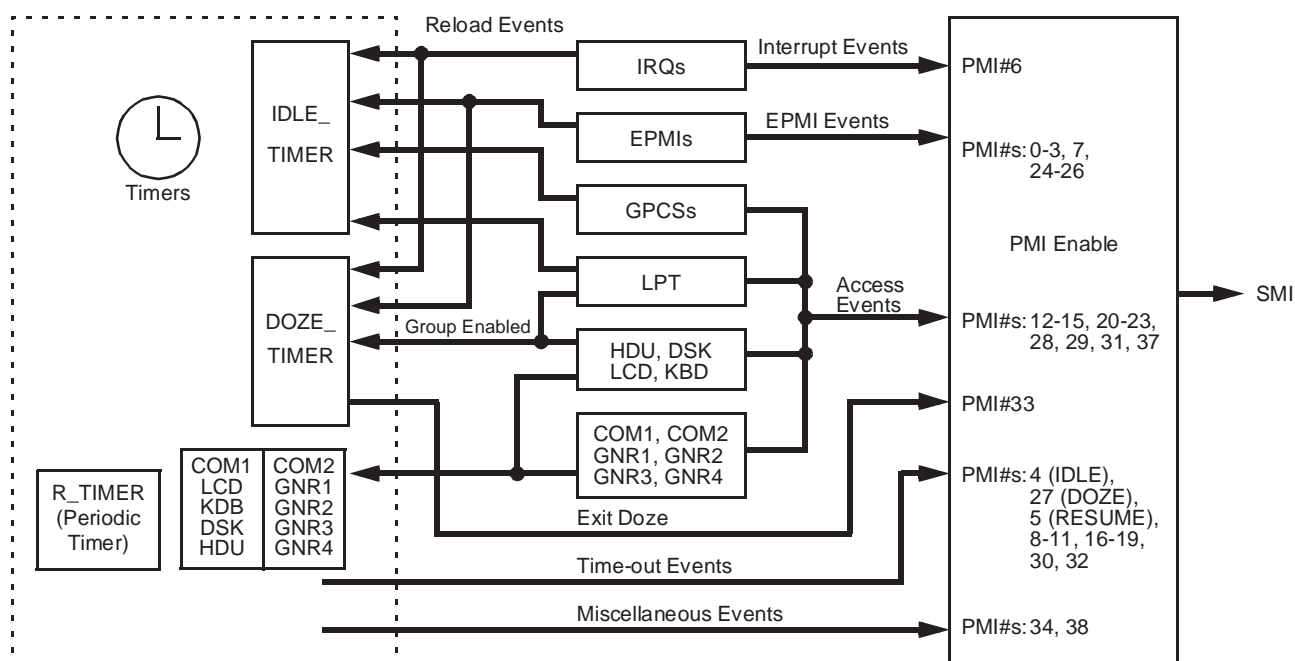 Reload Events
Interrupt Events
IRQs
PMI#6
IDLE_
TIMER
EPMI Events
EPMIs
PMI#s: 0-3, 7,
24-26
Timers
GPCSs
PMI Enable
LPT
Access
Events
SMI
DOZE_
TIMER
Group Enabled
PMI#s: 12-15, 20-23,
28, 29, 31, 37
HDU, DSK
LCD, KBD
PMI#33
COM1, COM2
GNR1, GNR2
GNR3, GNR4
COM1
LCD
KDB
DSK
HDU
COM2
GNR1
GNR2
GNR3
GNR4
R_TIMER
(Periodic
Timer)
PMI#s: 4 (IDLE),
27 (DOZE),
5 (RESUME),
8-11, 16-19,
30, 32
Exit Doze
Time-out Events
Miscellaneous Events
PMI#s: 34, 38